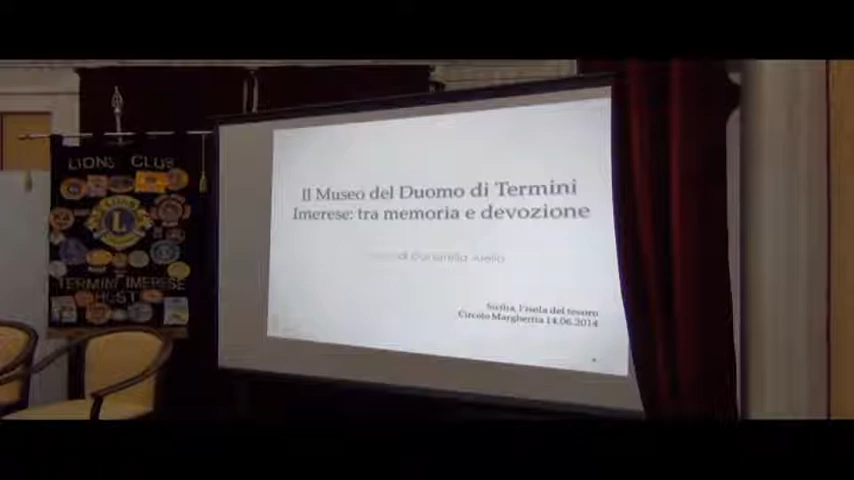 LIONS CLUB
L
TERMINI IMERESE
HOST
Il Museo del Duomo di Termini
Imerese: tra memoria e devozione
di
Sicilia, l'isola del tesoro
Circolo Margherita 14.06.2014